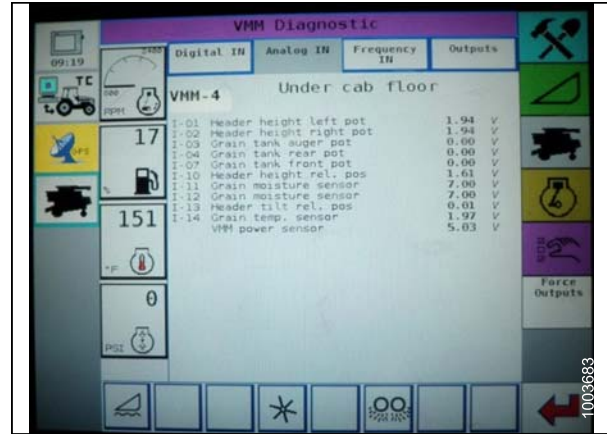 VMM Diagnostic
09:19
Digital IN
Analog IN
Frequency IN
Outputs
TC
RPM
VMM-4 Under cab floor
I-01 Header height left pot 1.94 V
I-02 Header height right pot 1.94 V
I-03 Grain tank auger pot 0.00 V
I-04 Grain tank rear pot 0.00 V
I-07 Grain tank front pot 0.00 V
I-10 Header height rel. pos 1.61 V
I-11 Grain moisture sensor 7.00 V
I-12 Grain moisture sensor 7.00 V
I-13 Header tilt rel. pos 0.01 V
I-14 Grain temp. sensor 1.97 V
VMM power sensor 5.03 V
17
%
151
°F
0
PSI
Force
Outputs
1003683